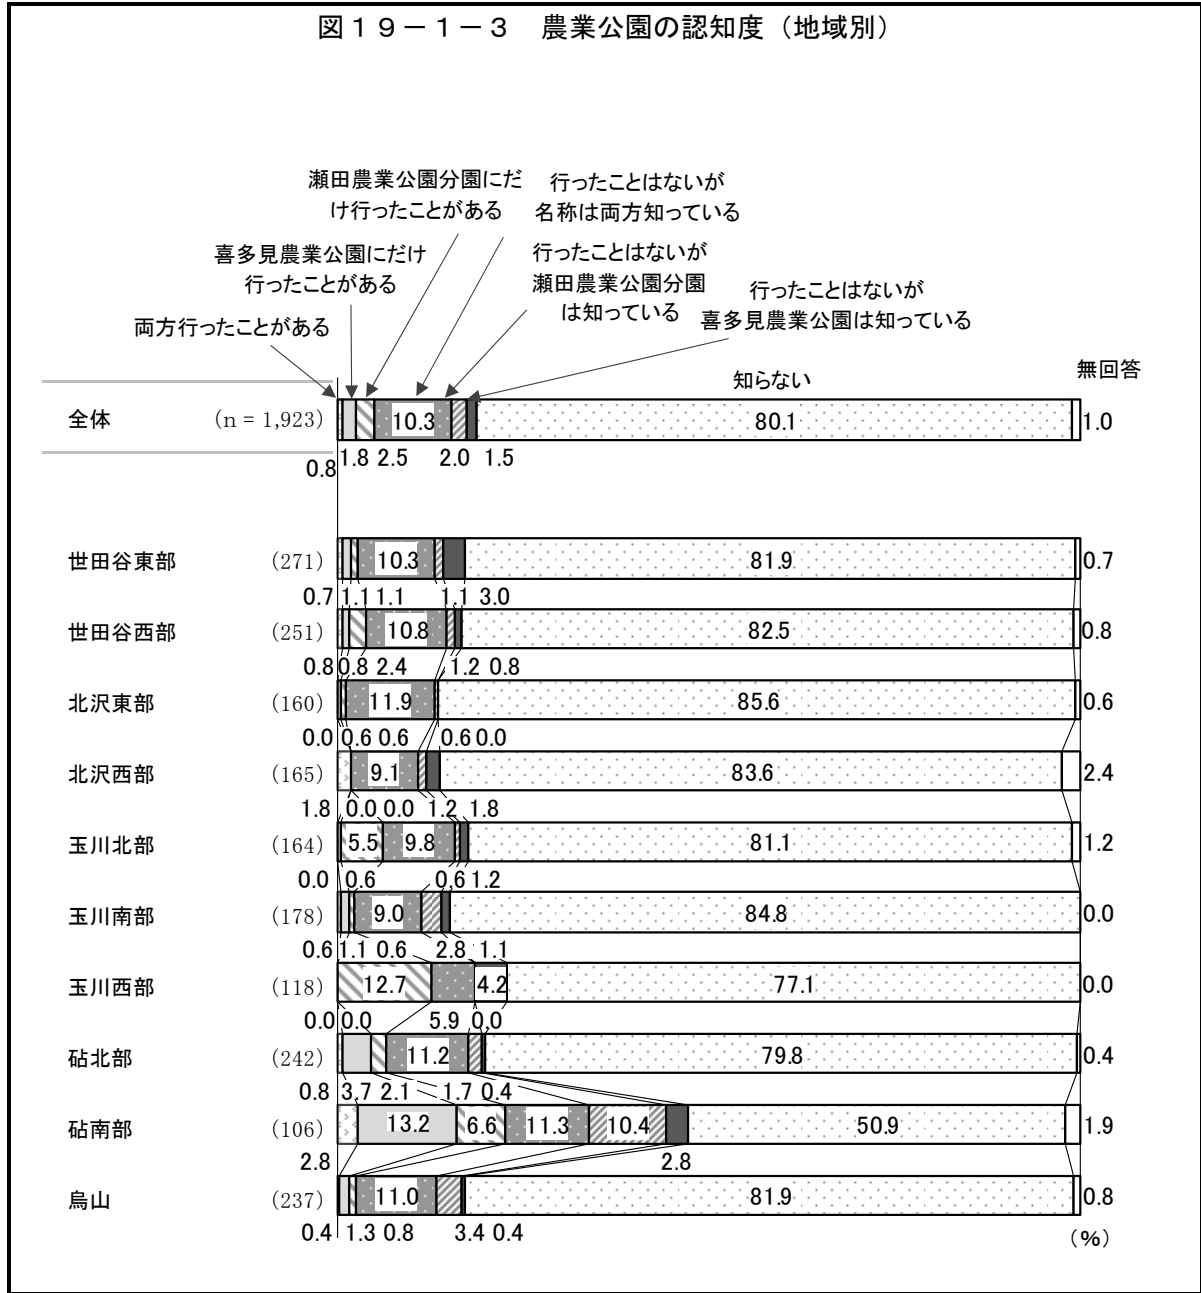 図１９－１－３　農業公園の認知度（地域別）
瀬田農業公園分園にだ
け行ったことがある
行ったことはないが
名称は両方知っている
喜多見農業公園にだけ
行ったことがある
行ったことはないが
瀬田農業公園分園
は知っている
行ったことはないが
喜多見農業公園は知っている
両方行ったことがある
知らない
無回答
全体 (n = 1,923) 10.3 80.1 1.0
0.8 1.8 2.5 2.0 1.5
世田谷東部 (271) 10.3 81.9 0.7
0.7 1.1 1.1 1.1 3.0
世田谷西部 (251) 10.8 82.5 0.8
0.8 0.8 2.4 1.2 0.8
北沢東部 (160) 11.9 85.6 0.6
0.0 0.6 0.6 0.6 0.0
北沢西部 (165) 9.1 83.6 2.4
1.8 0.0 0.0 1.2 1.8
玉川北部 (164) 5.5 9.8 81.1 1.2
0.0 0.6 0.6 1.2
玉川南部 (178) 9.0 84.8 0.0
0.6 1.1 0.6 2.8 1.1
玉川西部 (118) 12.7 4.2 77.1 0.0
0.0 0.0 5.9 0.0
砧北部 (242) 11.2 79.8 0.4
0.8 3.7 2.1 1.7 0.4
砧南部 (106) 13.2 6.6 11.3 10.4 50.9 1.9
2.8 2.8
烏山 (237) 11.0 81.9 0.8
0.4 1.3 0.8 3.4 0.4
（％）